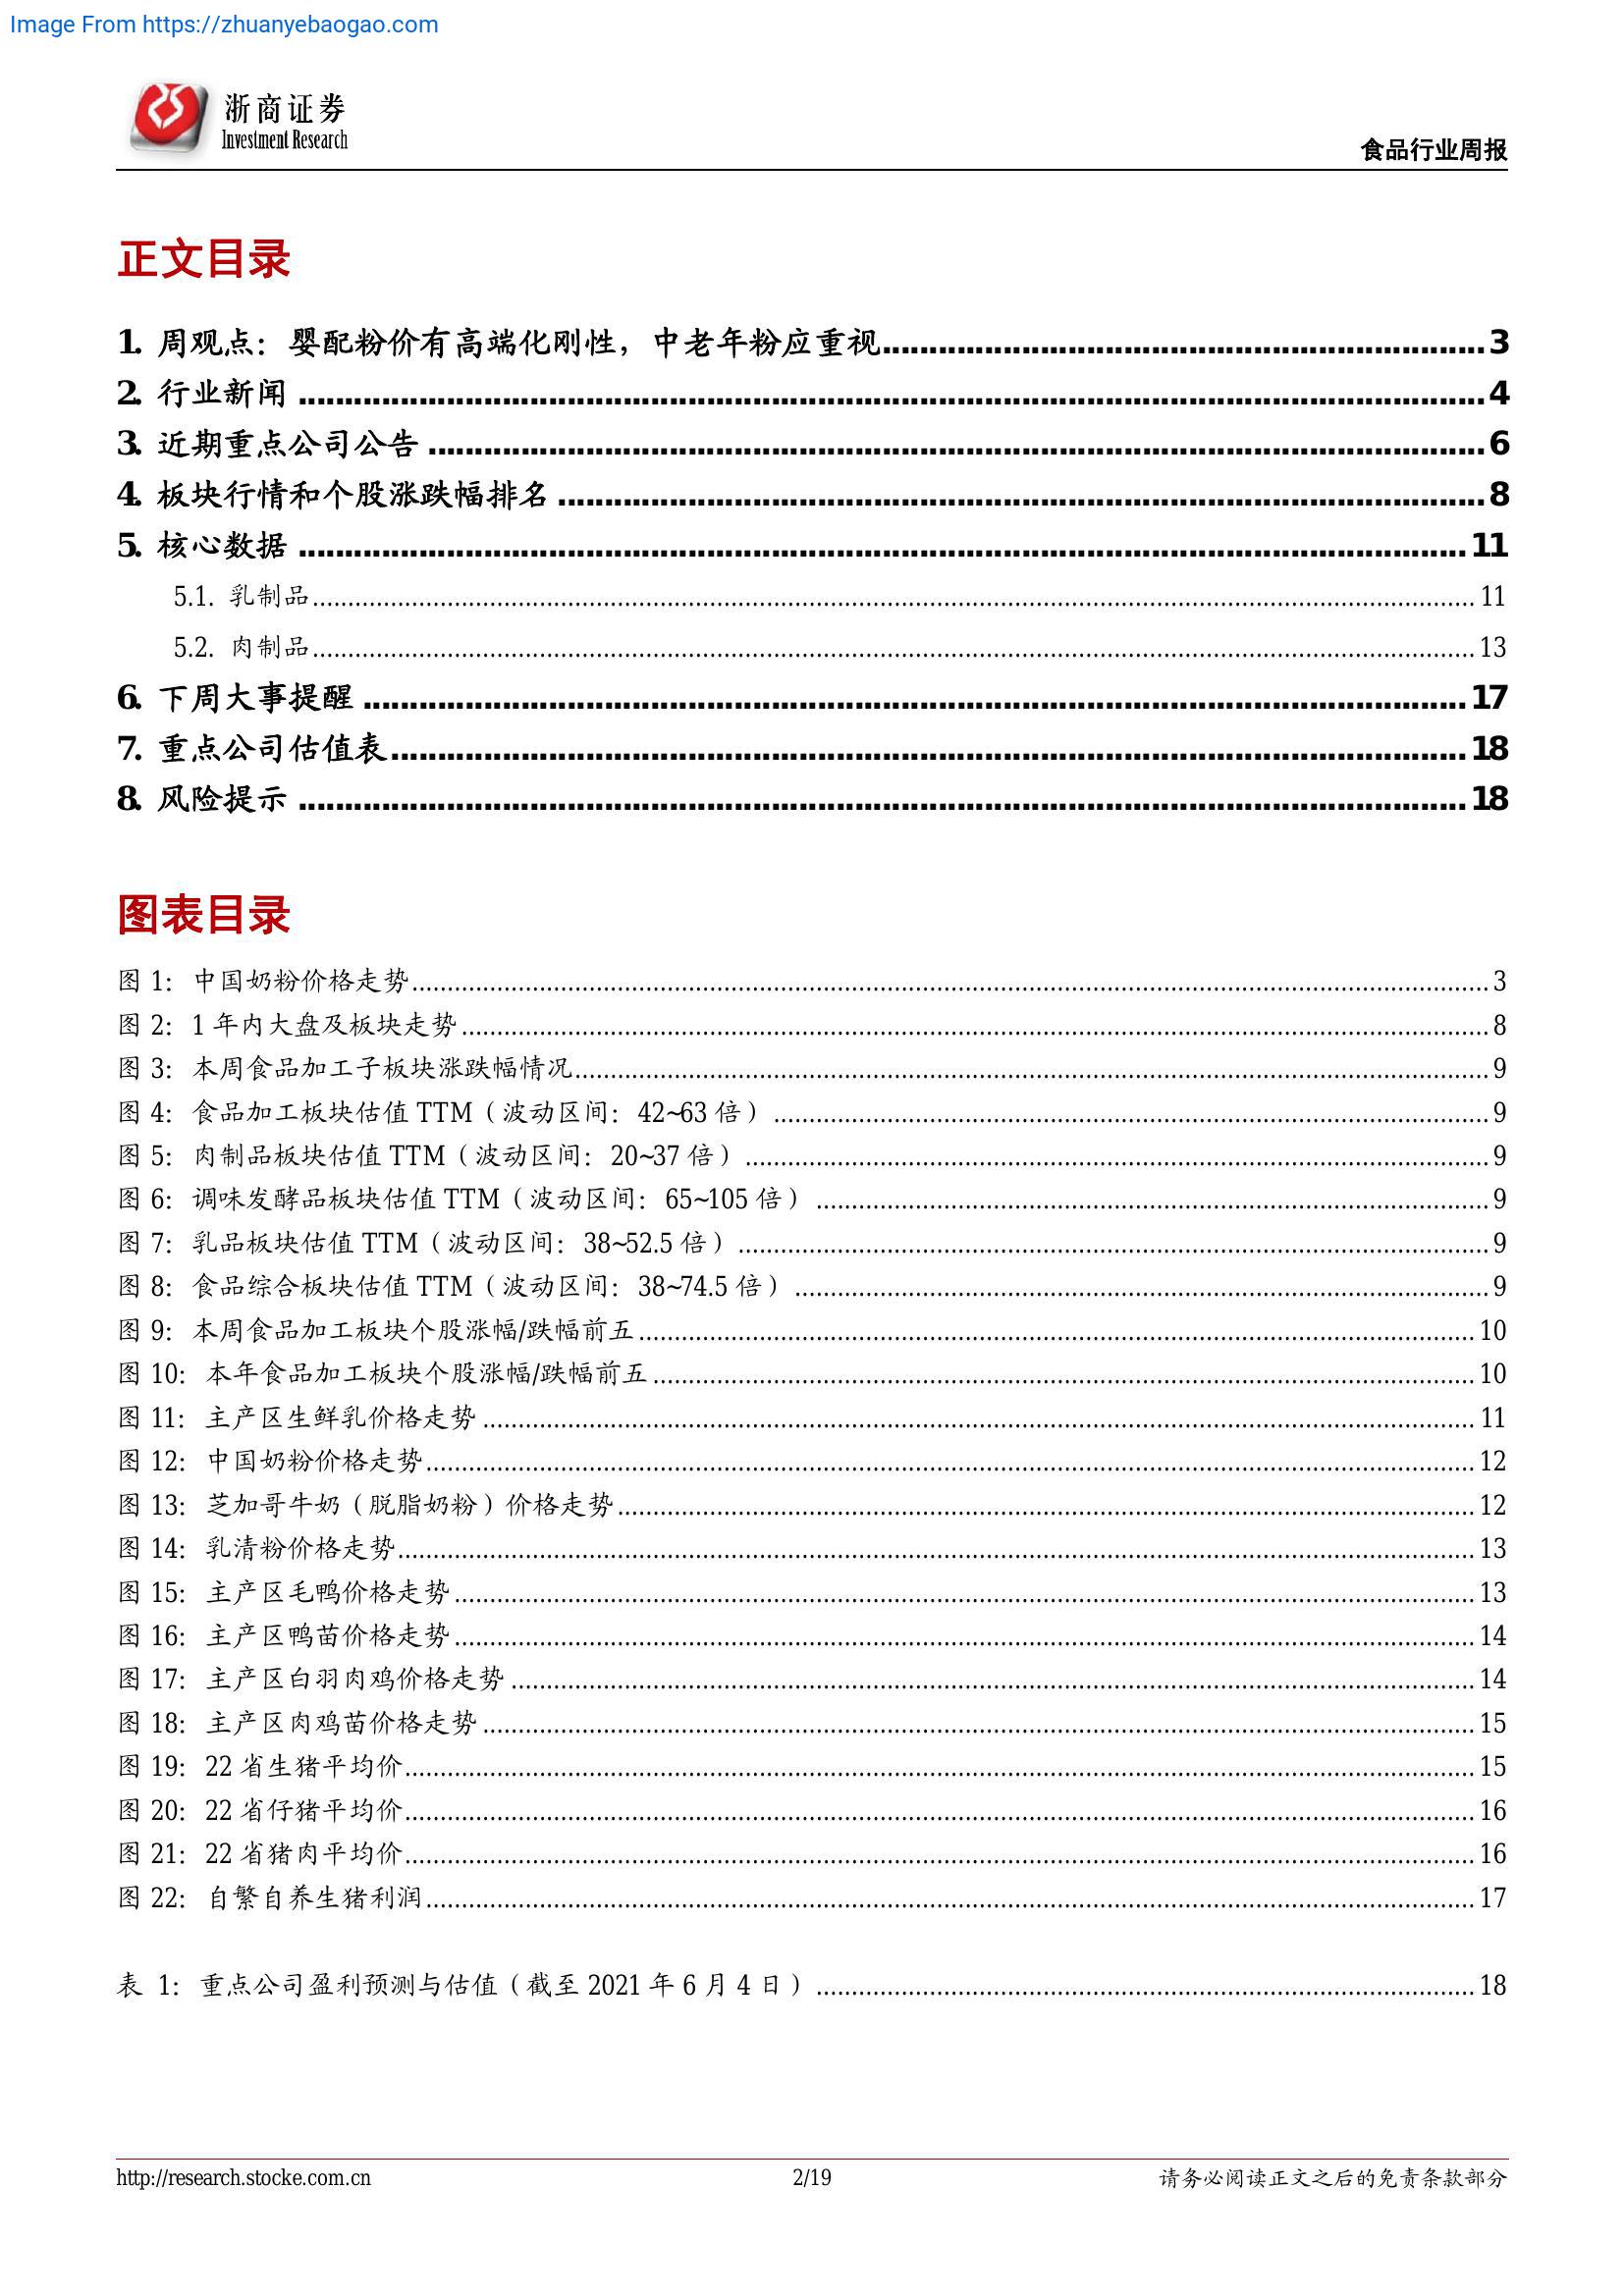 Image From https://zhuanyebaogao.com
浙商证券
Investment Research
食品行业周报
正文目录
1. 周观点：婴配粉价有高端化刚性，中老年粉应重视 3
2. 行业新闻 4
3. 近期重点公司公告 6
4. 板块行情和个股涨跌幅排名 8
5. 核心数据 11
5.1. 乳制品 11
5.2. 肉制品 13
6. 下周大事提醒 17
7. 重点公司估值表 18
8. 风险提示 18
图表目录
图 1：中国奶粉价格走势 3
图 2：1 年内大盘及板块走势 8
图 3：本周食品加工子板块涨跌幅情况 9
图 4：食品加工板块估值 TTM（波动区间：42~63 倍） 9
图 5：肉制品板块估值 TTM（波动区间：20~37 倍） 9
图 6：调味发酵品板块估值 TTM（波动区间：65~105 倍） 9
图 7：乳品板块估值 TTM（波动区间：38~52.5 倍） 9
图 8：食品综合板块估值 TTM（波动区间：38~74.5 倍） 9
图 9：本周食品加工板块个股涨幅/跌幅前五 10
图 10：本年食品加工板块个股涨幅/跌幅前五 10
图 11：主产区生鲜乳价格走势 11
图 12：中国奶粉价格走势 12
图 13：芝加哥牛奶（脱脂奶粉）价格走势 12
图 14：乳清粉价格走势 13
图 15：主产区毛鸭价格走势 13
图 16：主产区鸭苗价格走势 14
图 17：主产区白羽肉鸡价格走势 14
图 18：主产区肉鸡苗价格走势 15
图 19：22 省生猪平均价 15
图 20：22 省仔猪平均价 16
图 21：22 省猪肉平均价 16
图 22：自繁自养生猪利润 17
表 1：重点公司盈利预测与估值（截至 2021 年 6 月 4 日） 18
http://research.stocke.com.cn
2/19
请务必阅读正文之后的免责条款部分